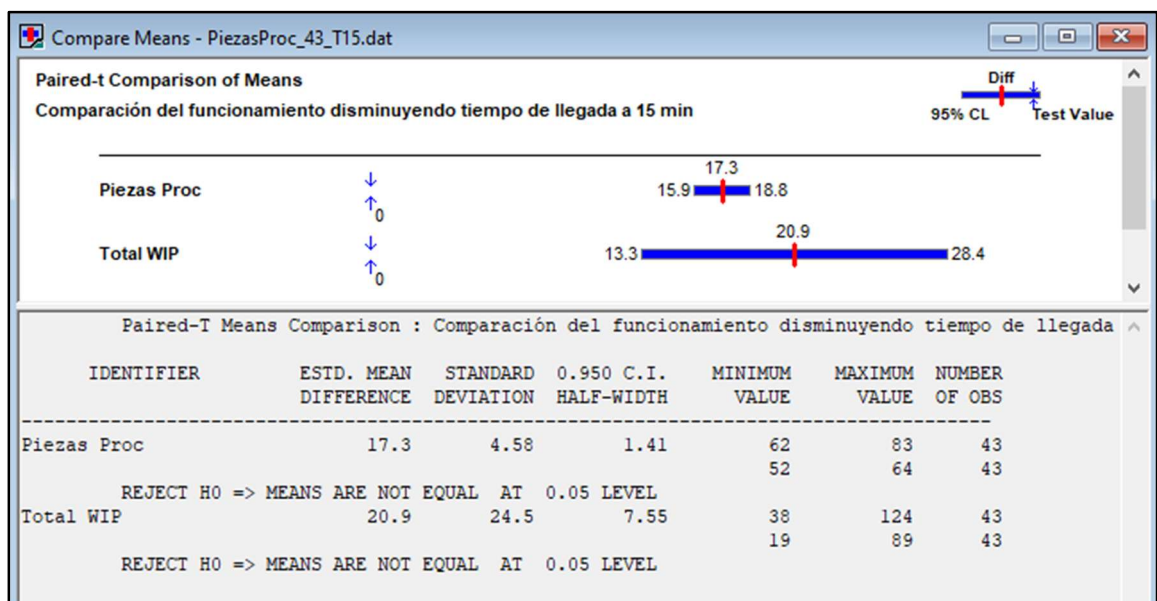 Compare Means - PiezasProc_43_T15.dat
Paired-t Comparison of Means
Comparación del funcionamiento disminuyendo tiempo de llegada a 15 min
Diff
95% CL Test Value
Piezas Proc 0 15.9 17.3 18.8
Total WIP 0 13.3 20.9 28.4
Paired-T Means Comparison : Comparación del funcionamiento disminuyendo tiempo de llegada
IDENTIFIER ESTD. MEAN STANDARD 0.950 C.I. MINIMUM MAXIMUM NUMBER
DIFFERENCE DEVIATION HALF-WIDTH VALUE VALUE OF OBS
Piezas Proc 17.3 4.58 1.41 62 83 43
52 64 43
REJECT H0 => MEANS ARE NOT EQUAL AT 0.05 LEVEL
Total WIP 20.9 24.5 7.55 38 124 43
19 89 43
REJECT H0 => MEANS ARE NOT EQUAL AT 0.05 LEVEL